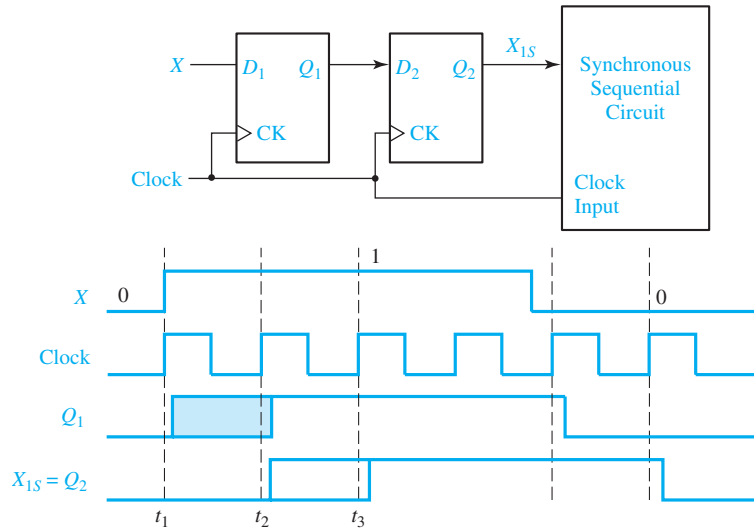 X
D1
Q1
CK
D2
Q2
CK
X1S
Synchronous
Sequential
Circuit
Clock
Input
Clock
X
0
1
0
Clock
Q1
X1S = Q2
t1
t2
t3